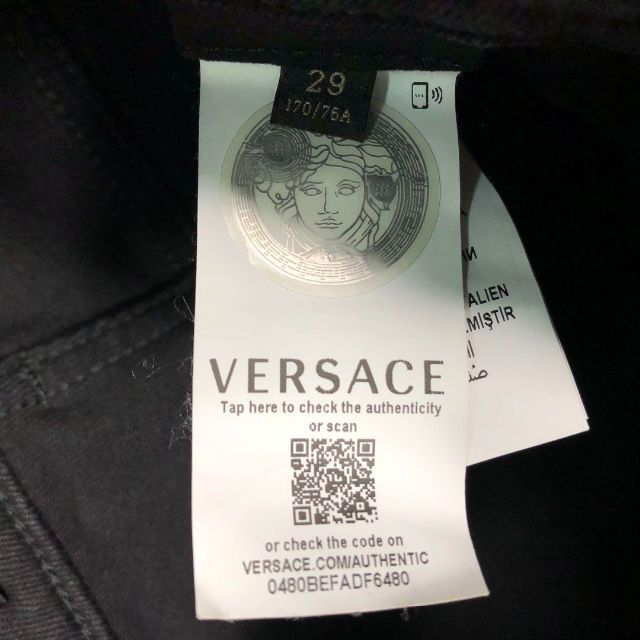 29
170/76A
VERSACE
Tap here to check the authenticity
or scan
or check the code on
VERSACE.COM/AUTHENTIC
0480BEFADF6480
ALIEN